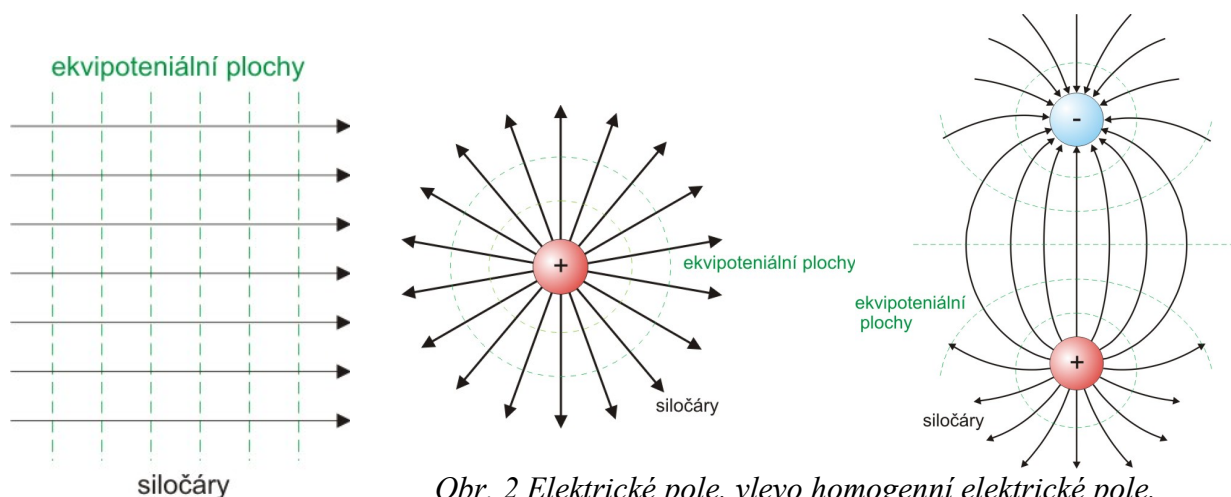 ekvipoteniální plochy
siločáry
+
ekvipoteniální plochy
siločáry
-
ekvipoteniální
plochy
+
siločáry
Obr. 2 Elektrické pole, vlevo homogenní elektrické pole,